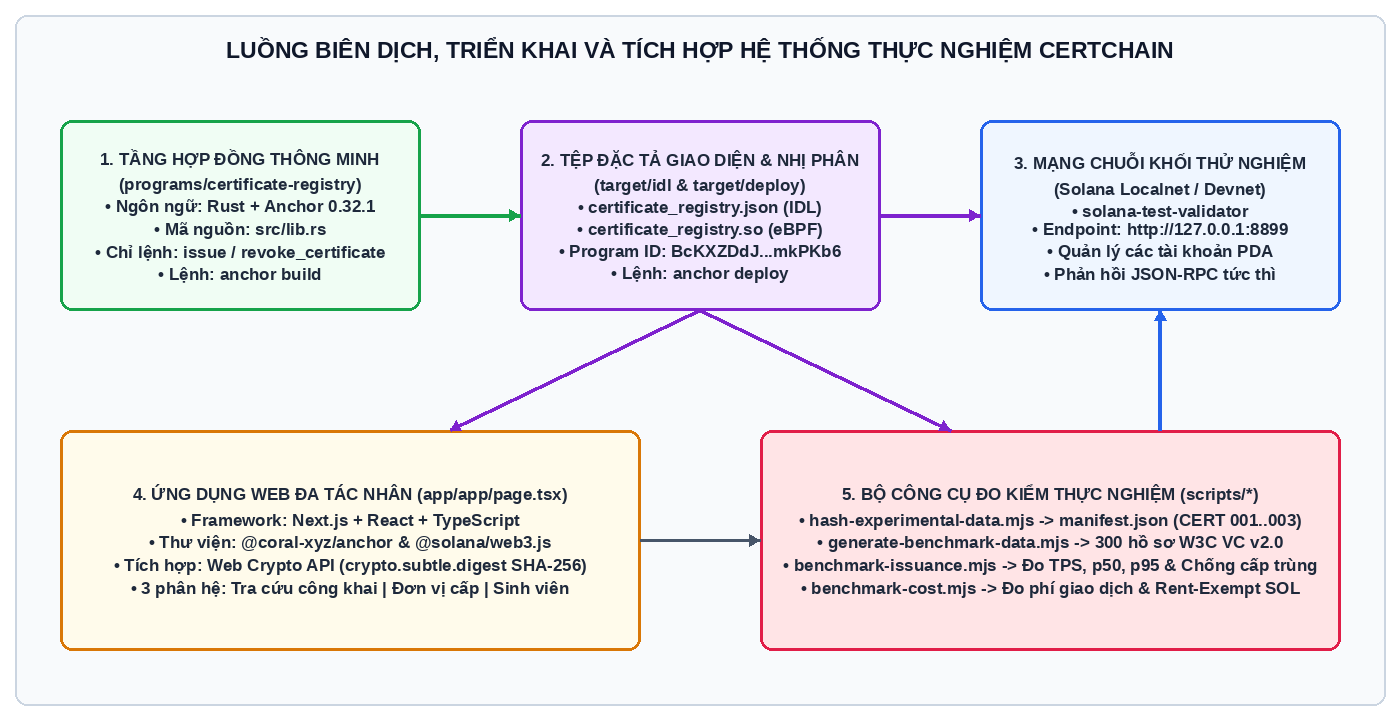 LUỒNG BIÊN DỊCH, TRIỂN KHAI VÀ TÍCH HỢP HỆ THỐNG THỰC NGHIỆM CERTCHAIN
1. TẦNG HỢP ĐỒNG THÔNG MINH
(programs/certificate-registry)
• Ngôn ngữ: Rust + Anchor 0.32.1
• Mã nguồn: src/lib.rs
• Chỉ lệnh: issue / revoke_certificate
• Lệnh: anchor build
2. TỆP ĐẶC TẢ GIAO DIỆN & NHỊ PHÂN
(target/idl & target/deploy)
• certificate_registry.json (IDL)
• certificate_registry.so (eBPF)
• Program ID: BcKXZDdJ...mkPKb6
• Lệnh: anchor deploy
3. MẠNG CHUỖI KHỐI THỬ NGHIỆM
(Solana Localnet / Devnet)
• solana-test-validator
• Endpoint: http://127.0.0.1:8899
• Quản lý các tài khoản PDA
• Phản hồi JSON-RPC tức thì
4. ỨNG DỤNG WEB ĐA TÁC NHÂN (app/app/page.tsx)
• Framework: Next.js + React + TypeScript
• Thư viện: @coral-xyz/anchor & @solana/web3.js
• Tích hợp: Web Crypto API (crypto.subtle.digest SHA-256)
• 3 phân hệ: Tra cứu công khai | Đơn vị cấp | Sinh viên
5. BỘ CÔNG CỤ ĐO KIỂM THỰC NGHIỆM (scripts/*)
• hash-experimental-data.mjs -> manifest.json (CERT 001..003)
• generate-benchmark-data.mjs -> 300 hồ sơ W3C VC v2.0
• benchmark-issuance.mjs -> Đo TPS, p50, p95 & Chống cấp trùng
• benchmark-cost.mjs -> Đo phí giao dịch & Rent-Exempt SOL